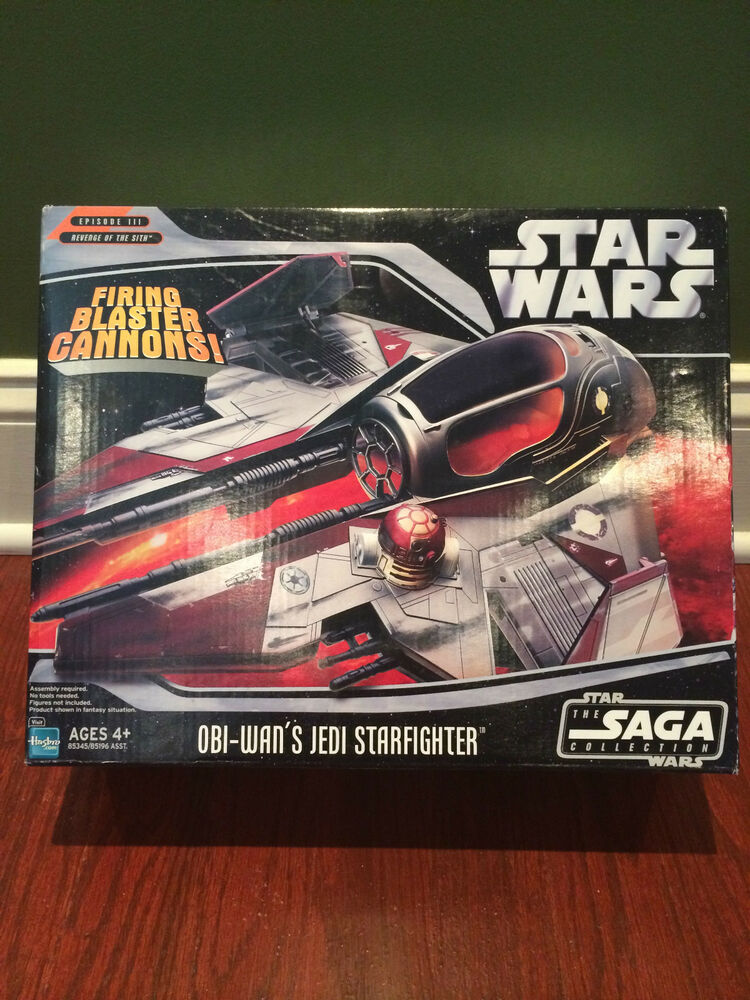 EPISODE III
REVENGE OF THE SITH™
STAR
WARS®
FIRING
BLASTER
CANNONS!
Assembly required.
No tools needed.
Figures not included.
Product shown in fantasy situation.
Visit
Hasbro
.com
AGES 4+
85345/85196 ASST.
OBI-WAN'S JEDI STARFIGHTER™
STAR
THE SAGA
COLLECTION
WARS